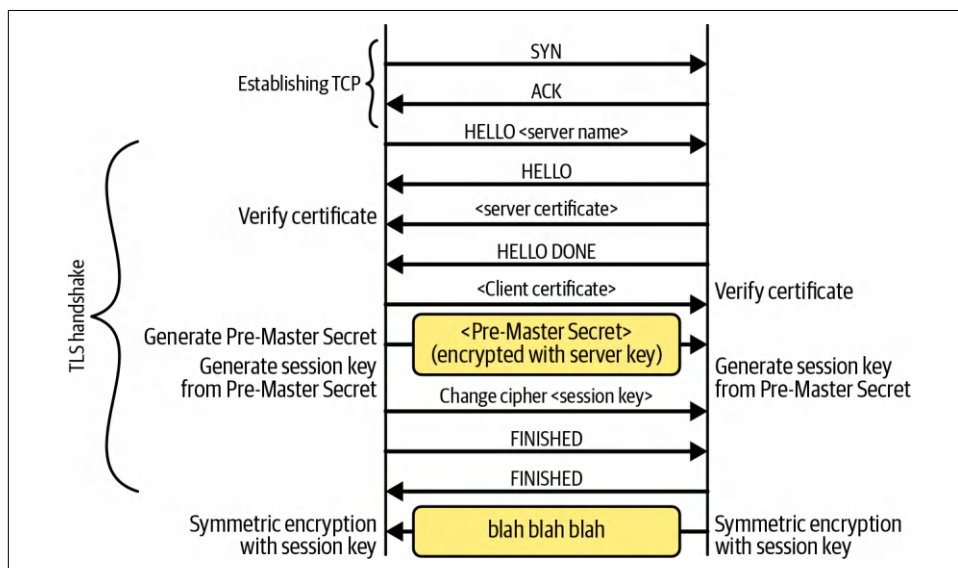 SYN
Establishing TCP
ACK
HELLO <server name>
HELLO
Verify certificate
<server certificate>
HELLO DONE
<Client certificate>
Verify certificate
TLS handshake
Generate Pre-Master Secret
<Pre-Master Secret>
(encrypted with server key)
Generate session key
from Pre-Master Secret
Generate session key
from Pre-Master Secret
Change cipher <session key>
FINISHED
FINISHED
Symmetric encryption
with session key
blah blah blah
Symmetric encryption
with session key